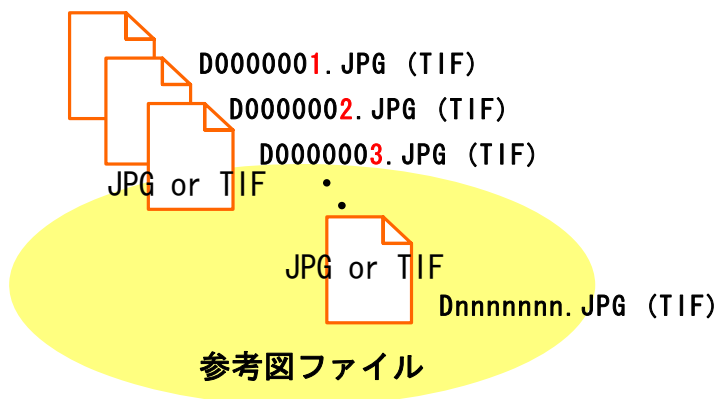 D0000001.JPG (TIF)
D0000002.JPG (TIF)
D0000003.JPG (TIF)
JPG or TIF
・
・
JPG or TIF
Dnnnnnnn.JPG (TIF)
参考図ファイル